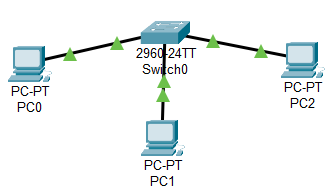 2960-24TT
Switch0
PC-PT
PC0
PC-PT
PC2
PC-PT
PC1